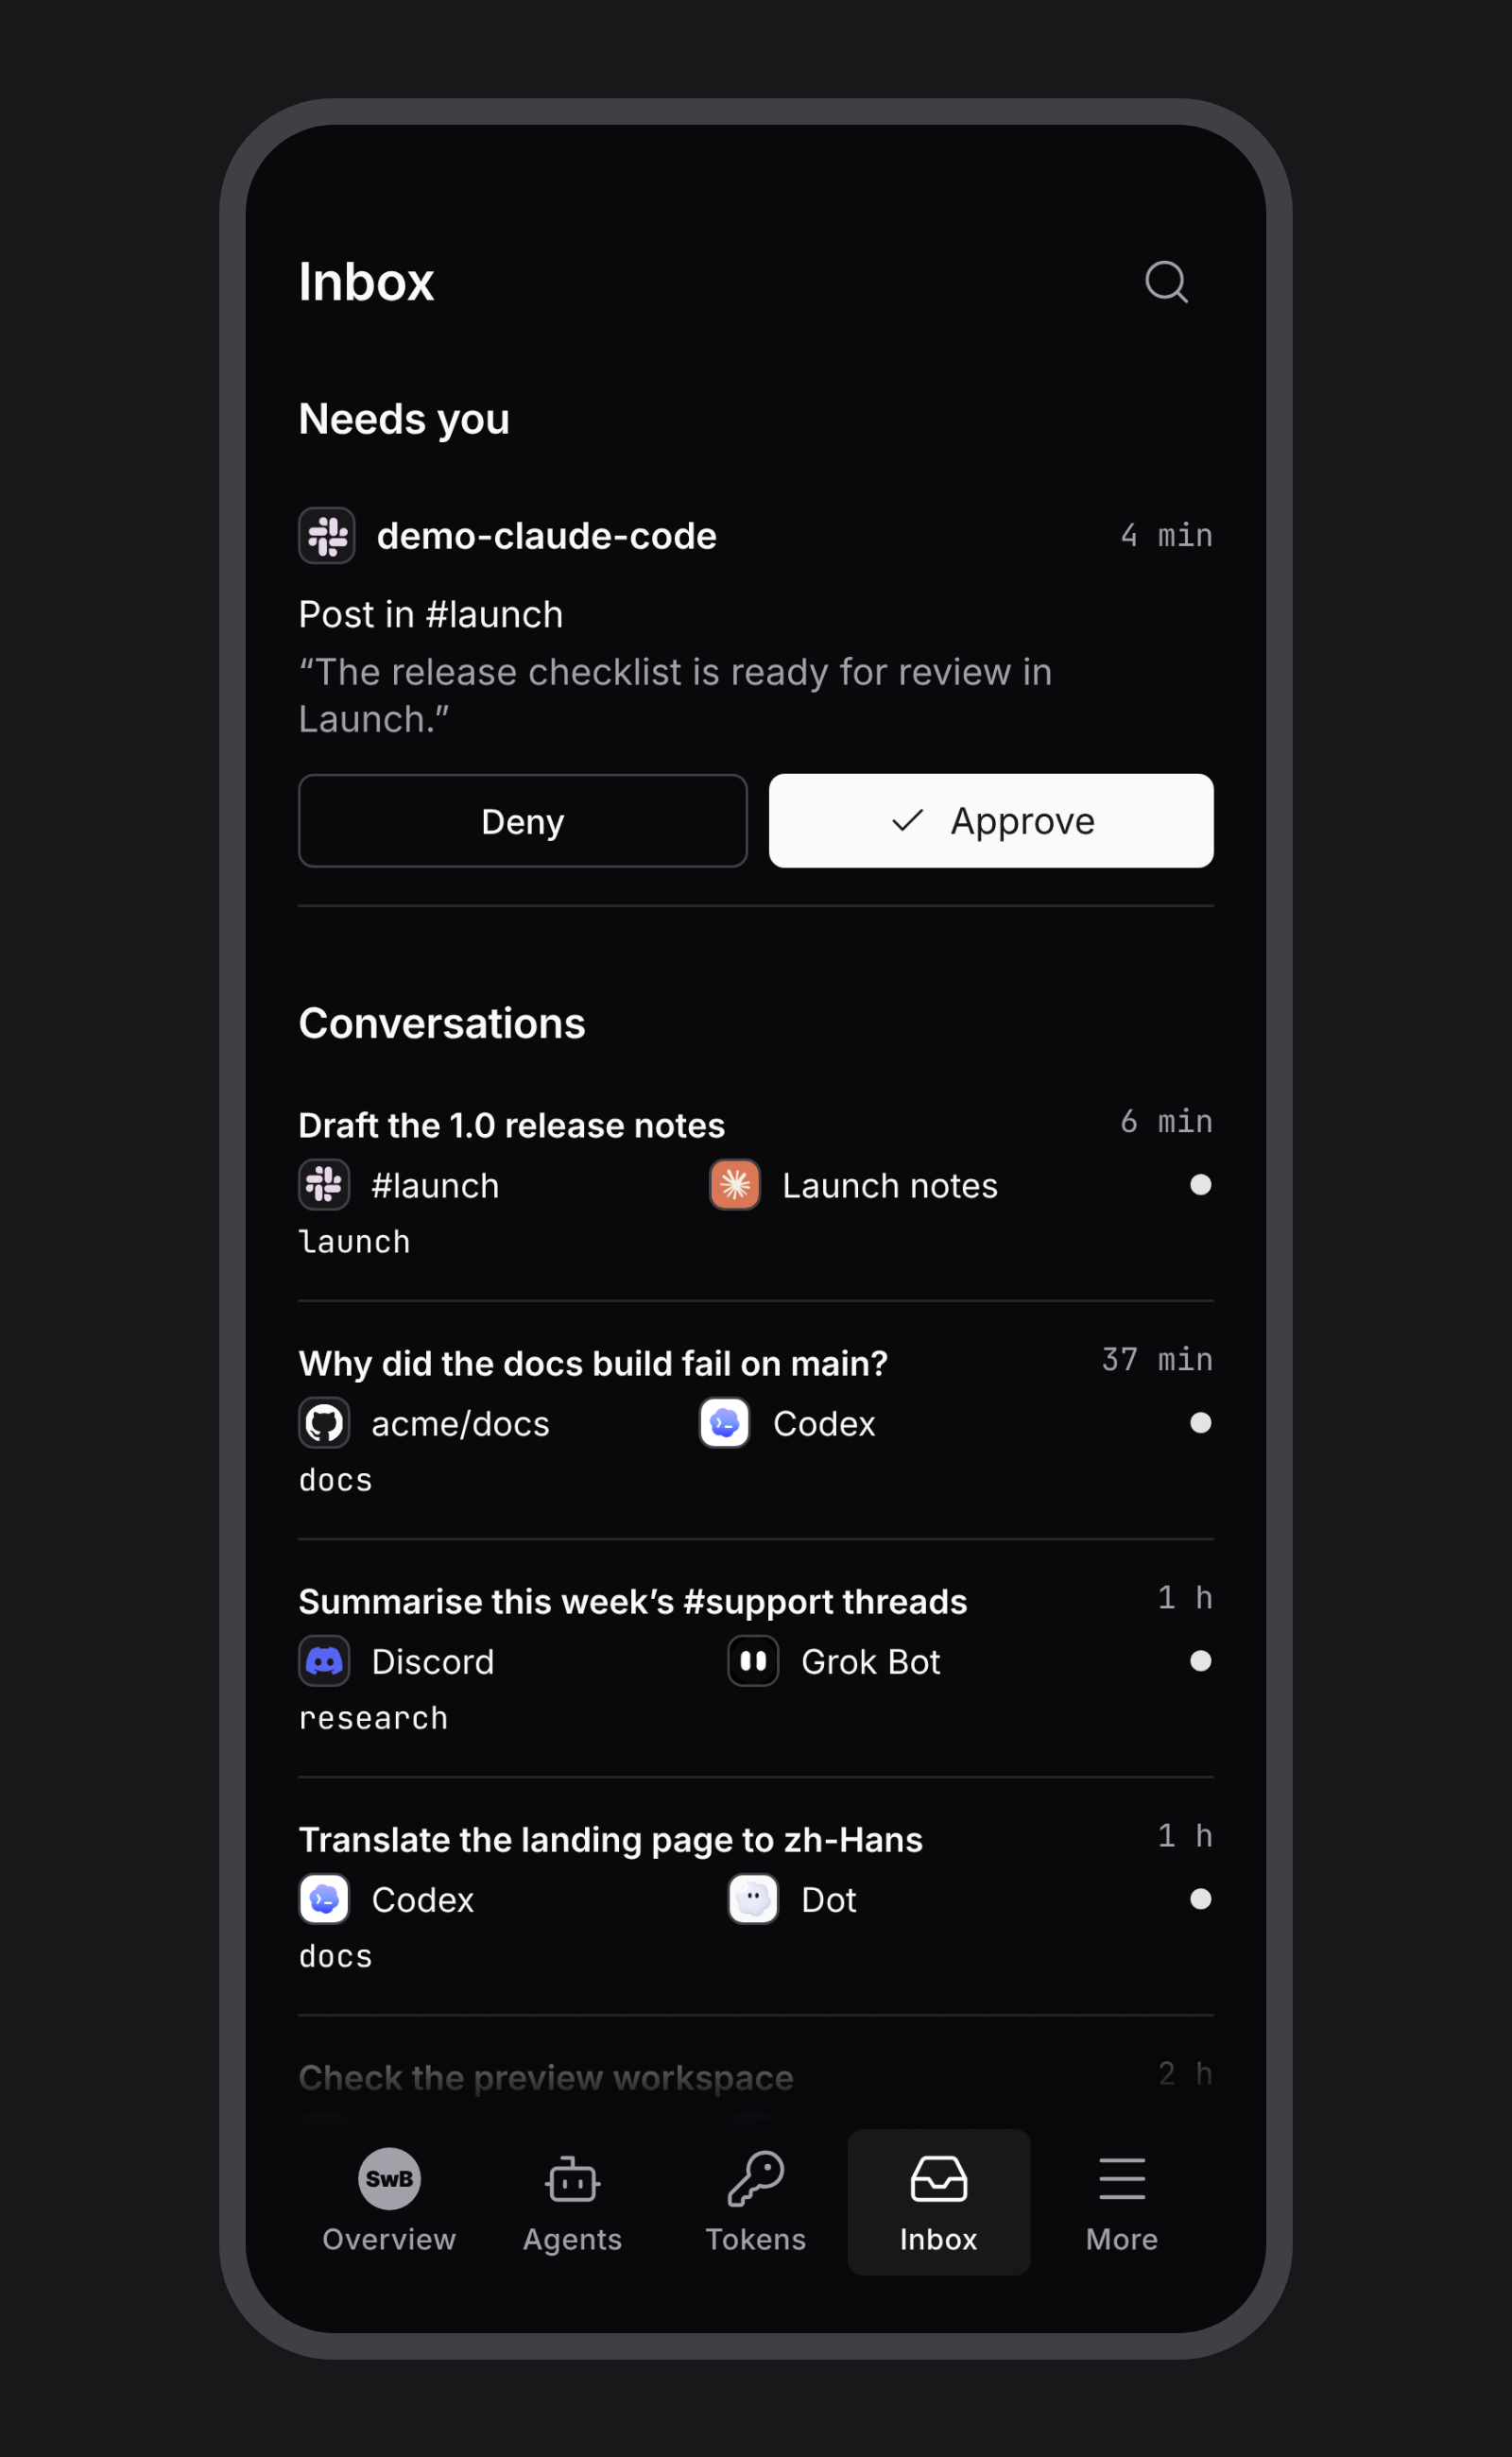 Inbox
Needs you
demo-claude-code
4 min
Post in #launch
“The release checklist is ready for review in
Launch.”
Deny
Approve
Conversations
Draft the 1.0 release notes
6 min
#launch
Launch notes
launch
Why did the docs build fail on main?
37 min
acme/docs
Codex
docs
Summarise this week’s #support threads
1 h
Discord
Grok Bot
research
Translate the landing page to zh-Hans
1 h
Codex
Dot
docs
Check the preview workspace
2 h
SwB
Overview
Agents
Tokens
Inbox
More